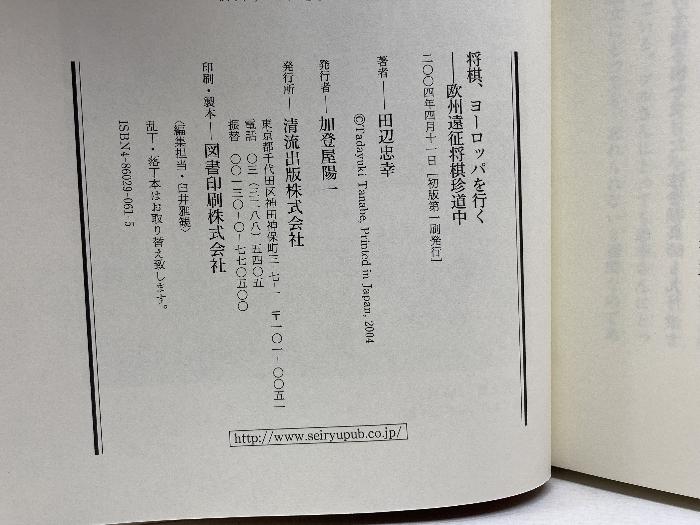 将棋、ヨーロッパを行く
――欧州遠征将棋珍道中
二〇〇四年四月十一日［初版第一刷発行］
著者――田辺忠幸
©Tadayuki Tanabe, Printed in Japan, 2004
発行者――加登屋陽一
発行所――清流出版株式会社
東京都千代田区神田神保町三-七-一　〒一〇一-〇〇五一
電話　〇三（三二八八）五四〇五
振替　〇〇一三〇-〇-七七〇五〇〇
印刷・製本――図書印刷株式会社
〈編集担当・臼井雅観〉
乱丁・落丁本はお取り替え致します。
ISBN4-86029-061-5
http://www.seiryupub.co.jp/